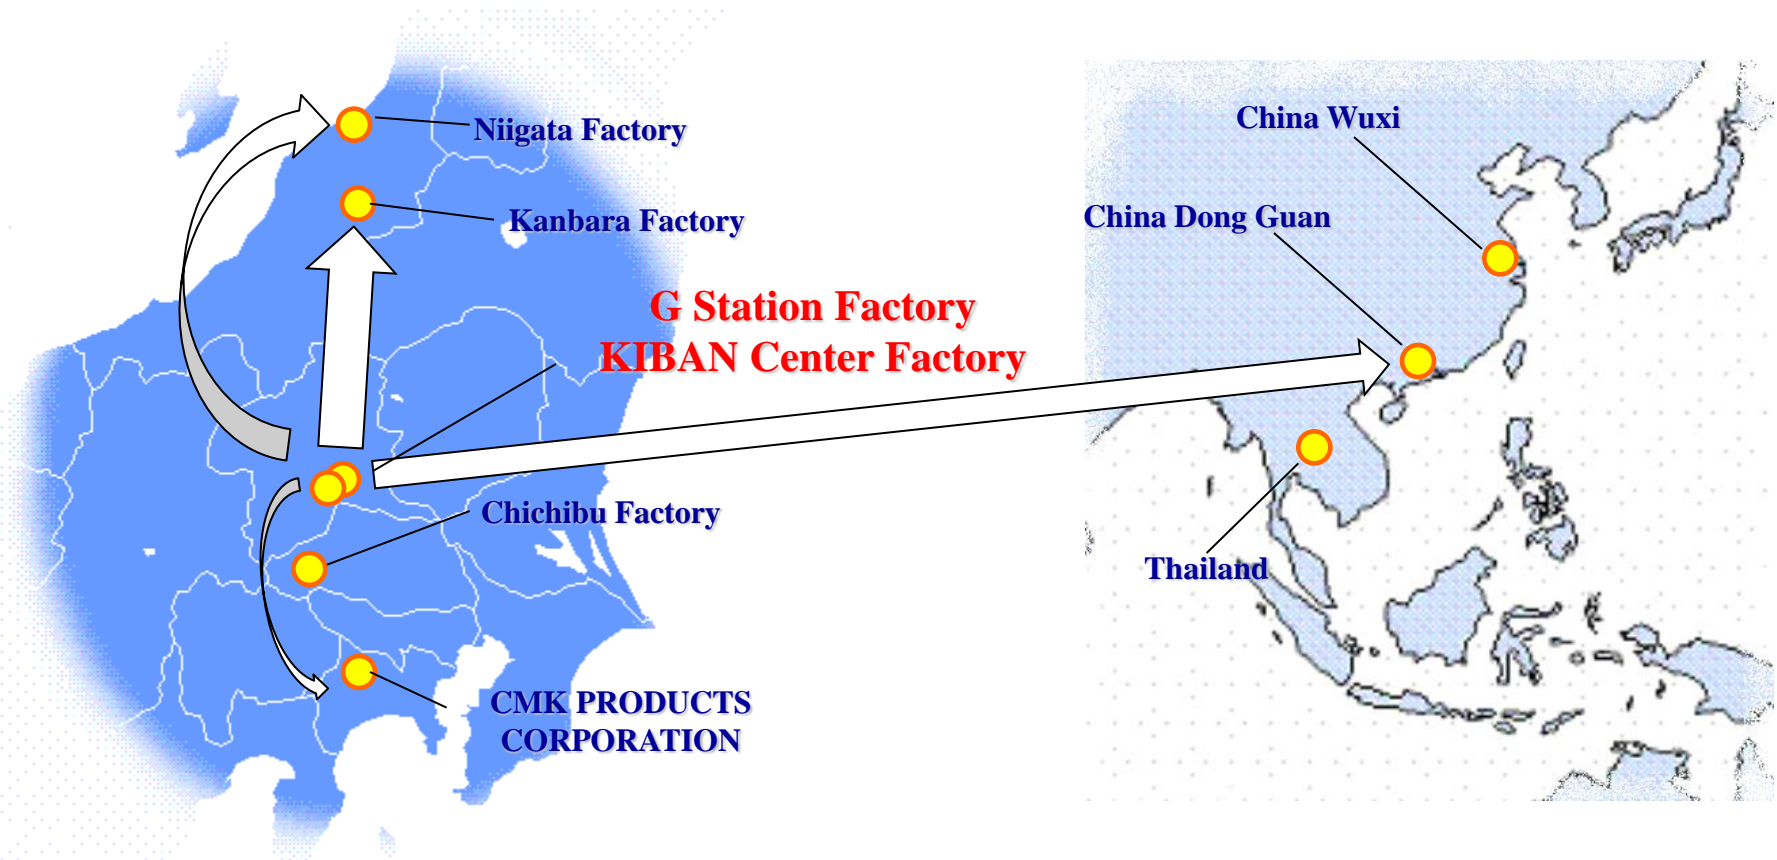 Niigata Factory
Kanbara Factory
G Station Factory
KIBAN Center Factory
Chichibu Factory
CMK PRODUCTS
CORPORATION
China Wuxi
China Dong Guan
Thailand